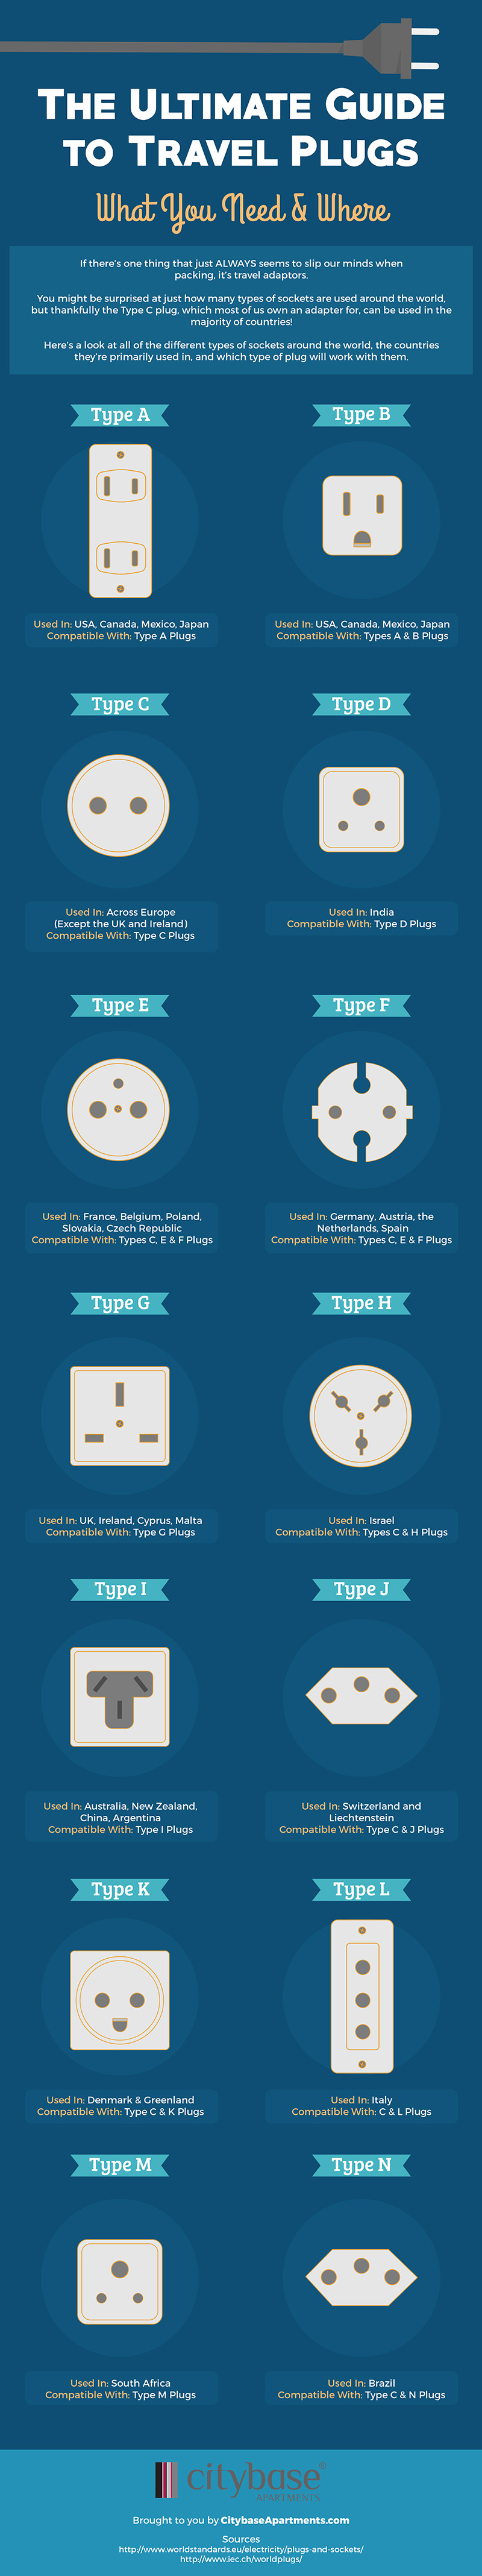 The Ultimate Guide
to Travel Plugs
What You Need & Where
If there's one thing that just ALWAYS seems to slip our minds when
packing, it's travel adaptors.
You might be surprised at just how many types of sockets are used around the world,
but thankfully the Type C plug, which most of us own an adapter for, can be used in the
majority of countries!
Here's a look at all of the different types of sockets around the world, the countries
they're primarily used in, and which type of plug will work with them.
Type A
Used In: USA, Canada, Mexico, Japan
Compatible With: Type A Plugs
Type B
Used In: USA, Canada, Mexico, Japan
Compatible With: Types A & B Plugs
Type C
Used In: Across Europe
(Except the UK and Ireland)
Compatible With: Type C Plugs
Type D
Used In: India
Compatible With: Type D Plugs
Type E
Used In: France, Belgium, Poland,
Slovakia, Czech Republic
Compatible With: Types C, E & F Plugs
Type F
Used In: Germany, Austria, the
Netherlands, Spain
Compatible With: Types C, E & F Plugs
Type G
Used In: UK, Ireland, Cyprus, Malta
Compatible With: Type G Plugs
Type H
Used In: Israel
Compatible With: Types C & H Plugs
Type I
Used In: Australia, New Zealand,
China, Argentina
Compatible With: Type I Plugs
Type J
Used In: Switzerland and
Liechtenstein
Compatible With: Type C & J Plugs
Type K
Used In: Denmark & Greenland
Compatible With: Type C & K Plugs
Type L
Used In: Italy
Compatible With: C & L Plugs
Type M
Used In: South Africa
Compatible With: Type M Plugs
Type N
Used In: Brazil
Compatible With: Type C & N Plugs
citybase®
APARTMENTS
Brought to you by CitybaseApartments.com
Sources
http://www.worldstandards.eu/electricity/plugs-and-sockets/
http://www.iec.ch/worldplugs/